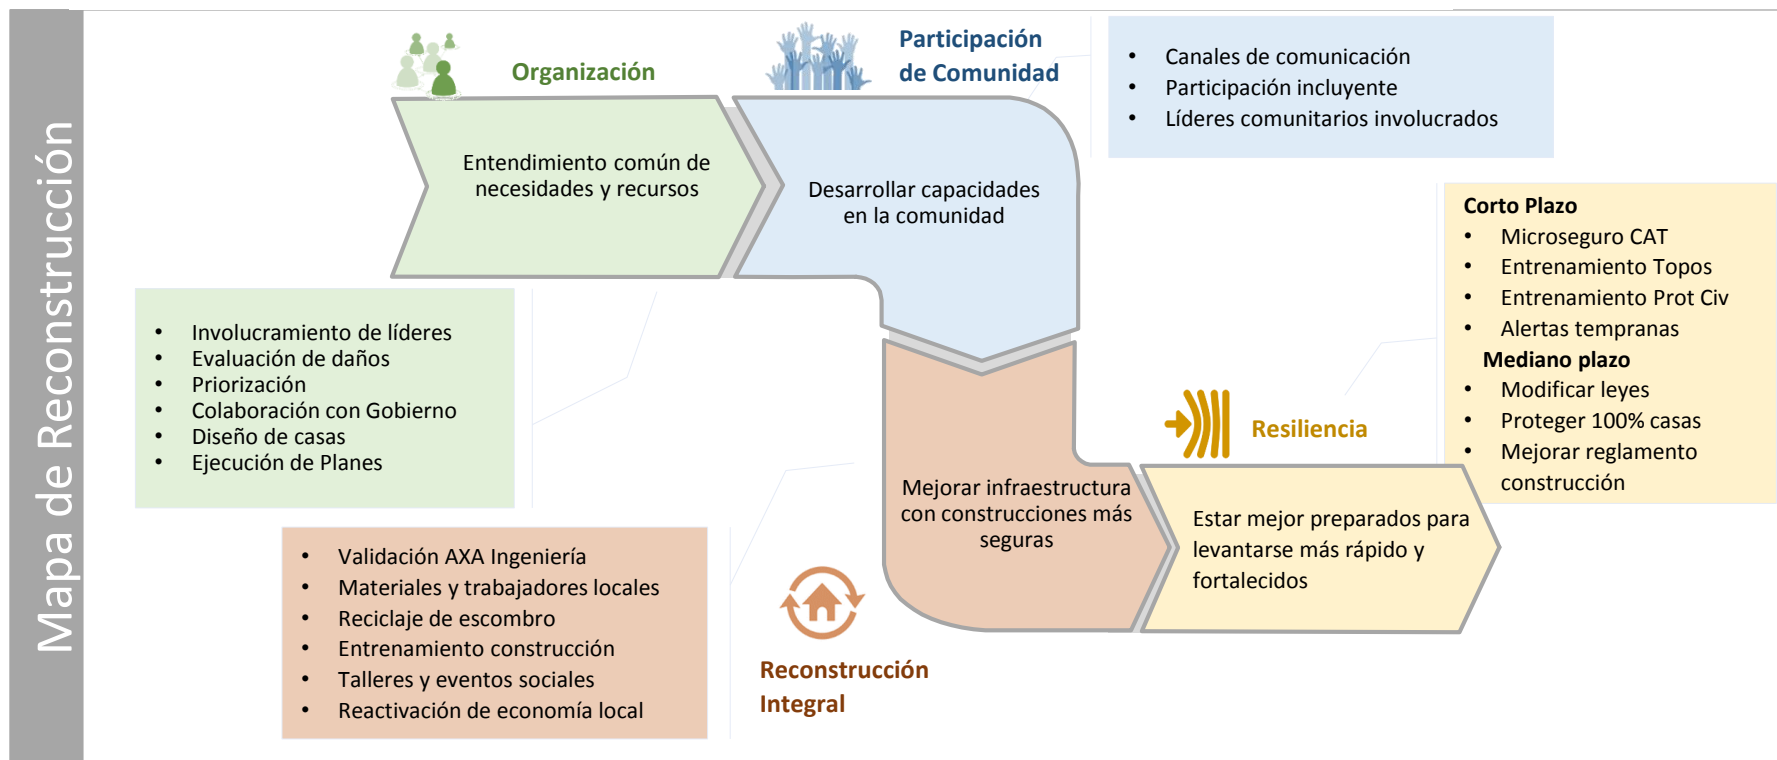 Mapa de Reconstrucción
Organización
Entendimiento común de
necesidades y recursos
• Involucramiento de líderes
• Evaluación de daños
• Priorización
• Colaboración con Gobierno
• Diseño de casas
• Ejecución de Planes
Participación
de Comunidad
Desarrollar capacidades
en la comunidad
• Canales de comunicación
• Participación incluyente
• Líderes comunitarios involucrados
Reconstrucción
Integral
Mejorar infraestructura
con construcciones más
seguras
• Validación AXA Ingeniería
• Materiales y trabajadores locales
• Reciclaje de escombro
• Entrenamiento construcción
• Talleres y eventos sociales
• Reactivación de economía local
Resiliencia
Estar mejor preparados para
levantarse más rápido y
fortalecidos
Corto Plazo
• Microseguro CAT
• Entrenamiento Topos
• Entrenamiento Prot Civ
• Alertas tempranas
Mediano plazo
• Modificar leyes
• Proteger 100% casas
• Mejorar reglamento
construcción